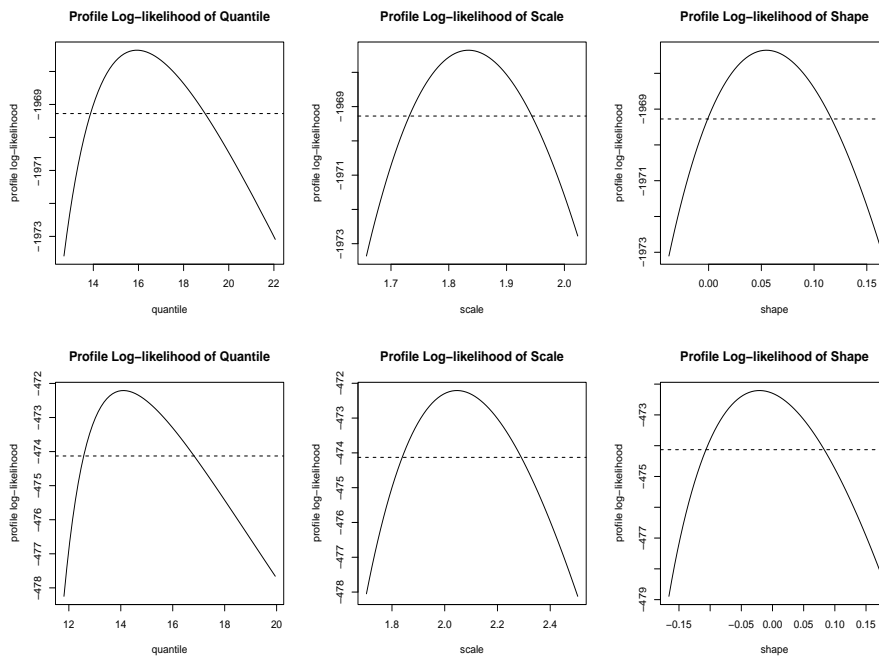 Profile Log−likelihood of Quantile
profile log−likelihood
−1973
−1971
−1969
14 16 18 20 22
quantile
Profile Log−likelihood of Scale
profile log−likelihood
−1973
−1971
−1969
1.7 1.8 1.9 2.0
scale
Profile Log−likelihood of Shape
profile log−likelihood
−1973
−1971
−1969
0.00 0.05 0.10 0.15
shape
Profile Log−likelihood of Quantile
profile log−likelihood
−478 −477 −476 −475 −474 −473 −472
12 14 16 18 20
quantile
Profile Log−likelihood of Scale
profile log−likelihood
−478 −477 −476 −475 −474 −473 −472
1.8 2.0 2.2 2.4
scale
Profile Log−likelihood of Shape
profile log−likelihood
−479 −477 −475 −473
−0.15 −0.05 0.00 0.05 0.10 0.15
shape